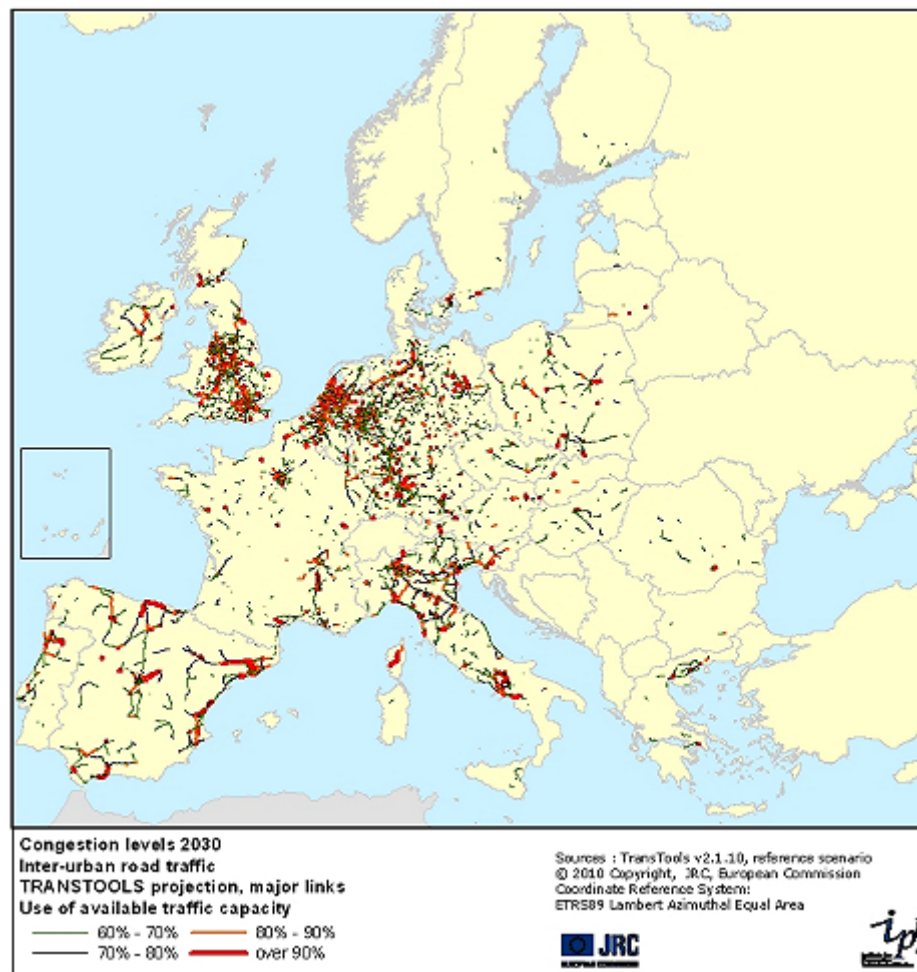 Congestion levels 2030
Inter-urban road traffic
TRANSTOOLS projection, major links
Use of available traffic capacity
60% - 70%
80% - 90%
70% - 80%
over 90%
Sources : TransTools v2.1.10, reference scenario
© 2010 Copyright, JRC, European Commission
Coordinate Reference System:
ETRS89 Lambert Azimuthal Equal Area
JRC
EUROPEAN COMMISSION